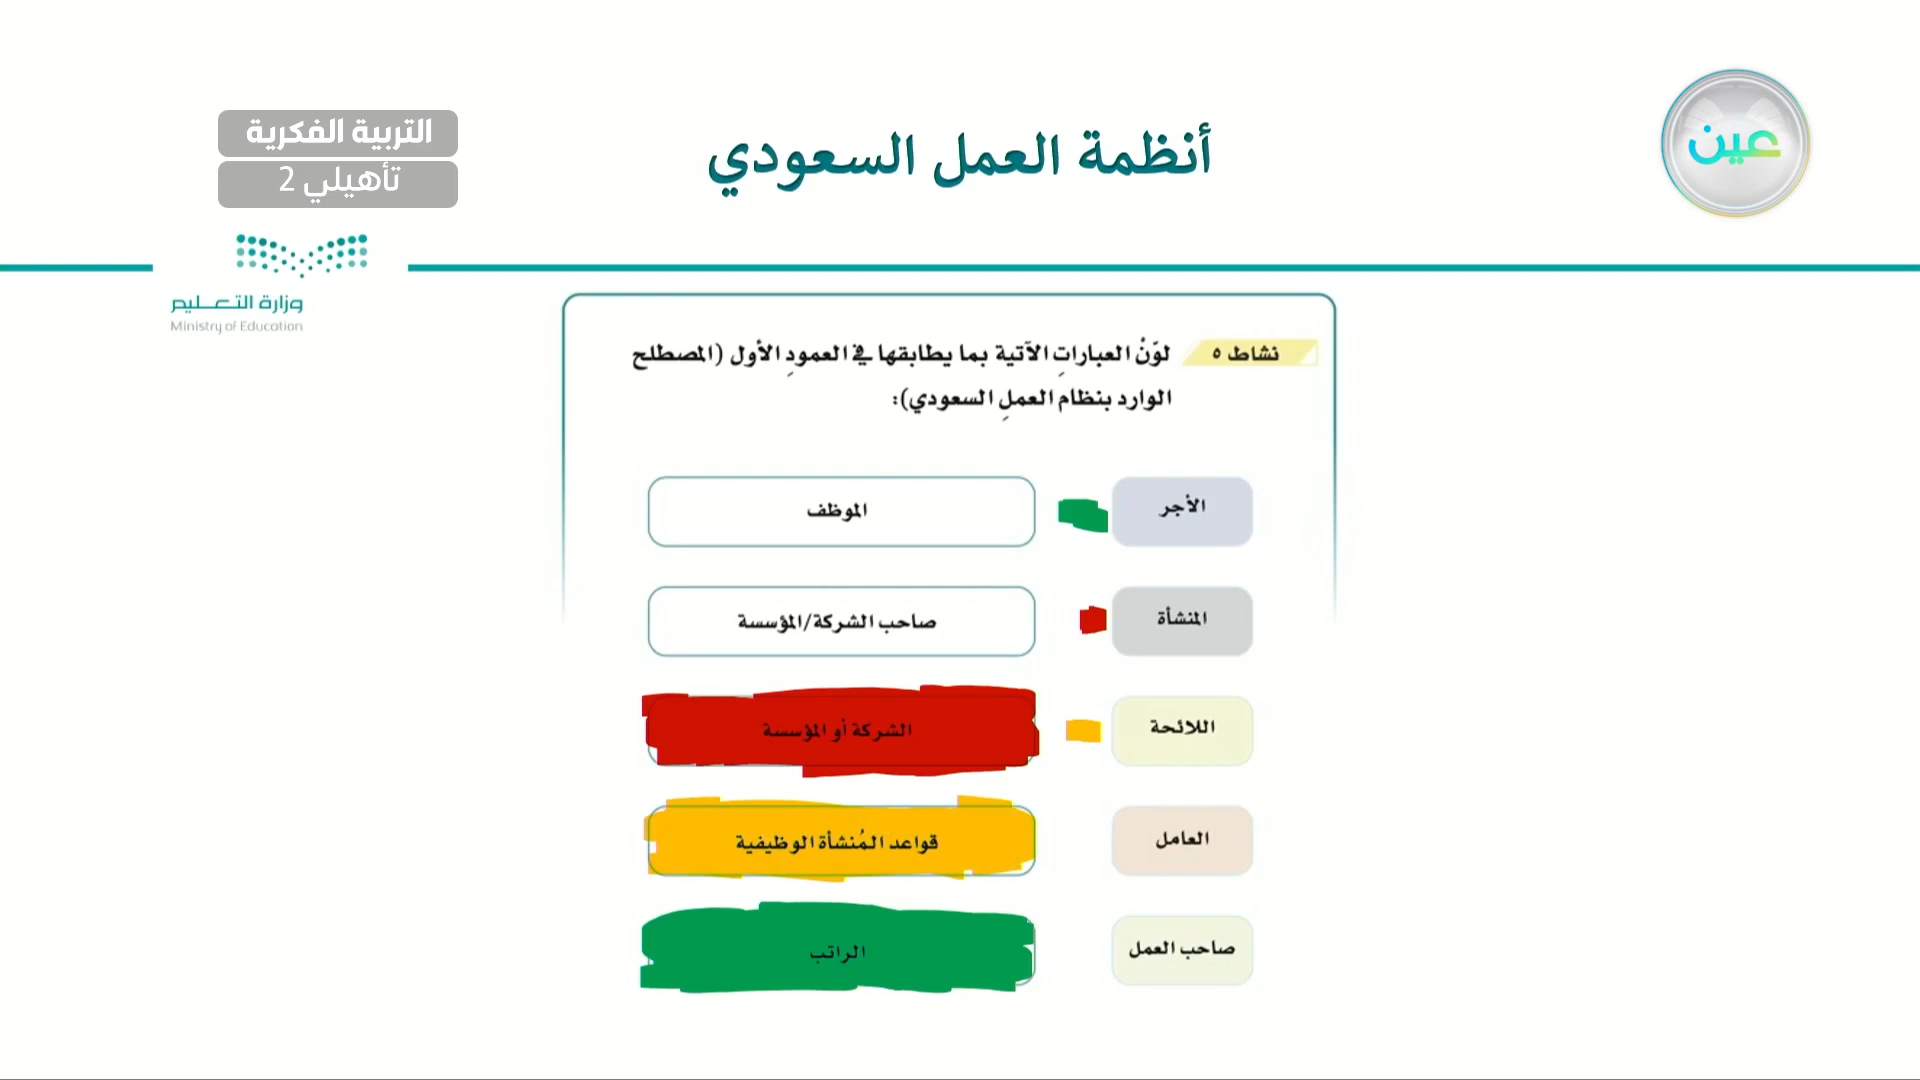 عين
أنظمة العمل السعودي
التربية الفكرية
تأهيلي 2
وزارة التعليم
Ministry of Education
نشاط ٥
لوّنْ العباراتِ الآتية بما يطابقها في العمودِ الأول (المصطلح
الوارد بنظام العملِ السعودي):
الأجر
الموظف
المنشأة
صاحب الشركة/المؤسسة
اللائحة
الشركة أو المؤسسة
العامل
قواعد المُنشأة الوظيفية
صاحب العمل
الراتب